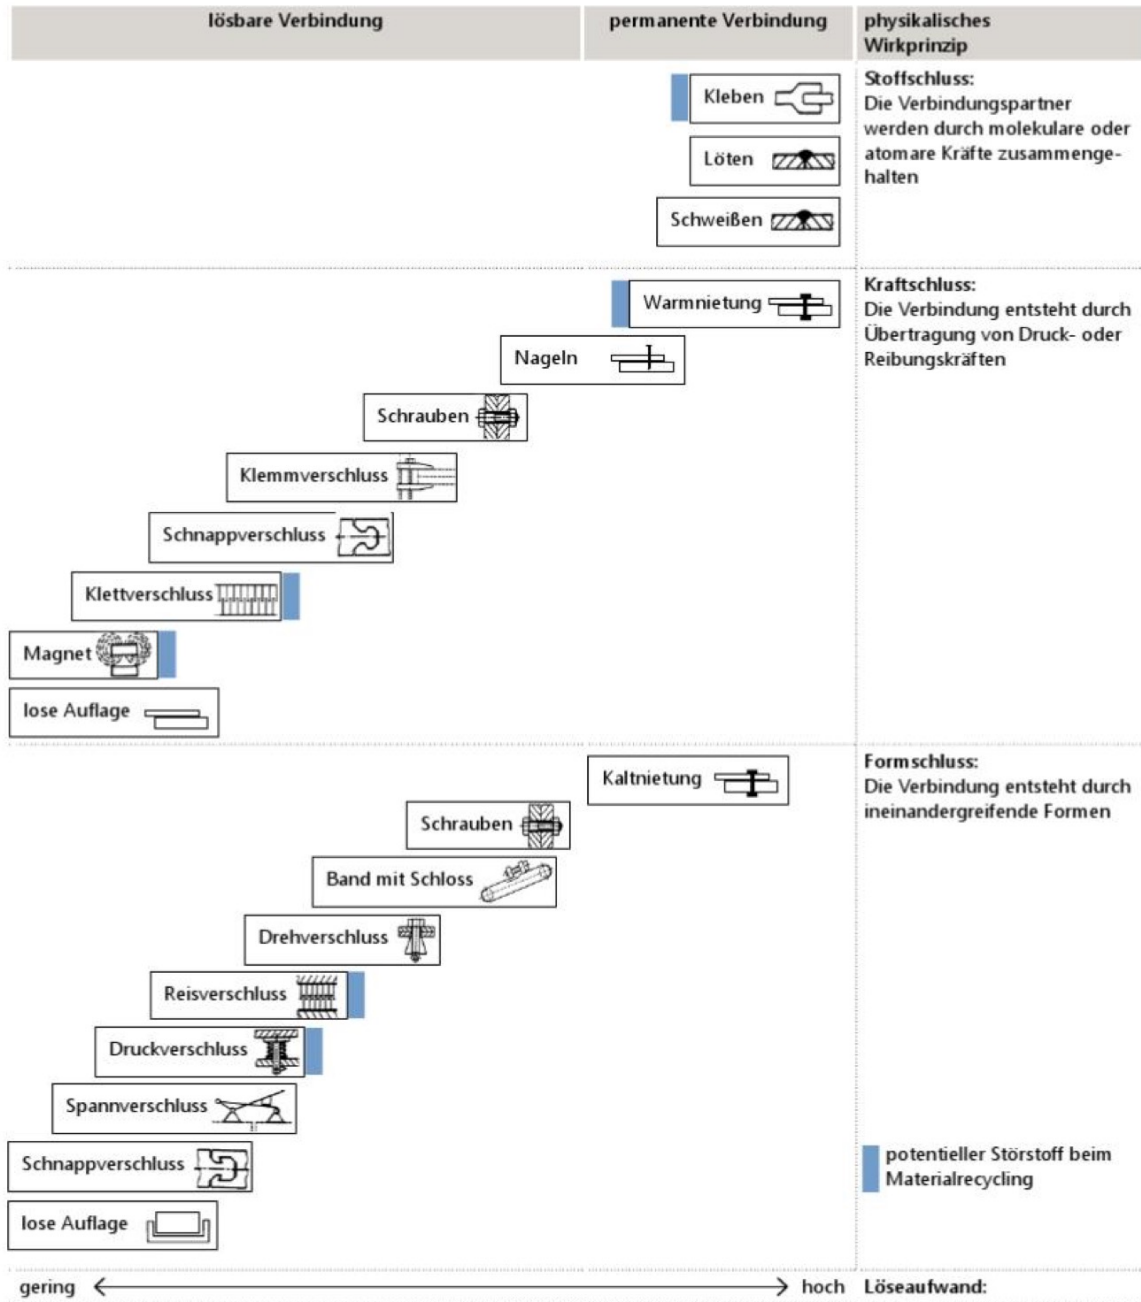 lösbare Verbindung
permanente Verbindung
physikalisches
Wirkprinzip
Kleben
Löten
Schweißen
Stoffschluss:
Die Verbindungspartner
werden durch molekulare oder
atomare Kräfte zusammenge-
halten
Warmnietung
Nageln
Schrauben
Klemmverschluss
Schnappverschluss
Klettverschluss
Magnet
lose Auflage
Kraftschluss:
Die Verbindung entsteht durch
Übertragung von Druck- oder
Reibungskräften
Kaltnietung
Schrauben
Band mit Schloss
Drehverschluss
Reisverschluss
Druckverschluss
Spannverschluss
Schnappverschluss
lose Auflage
Formschluss:
Die Verbindung entsteht durch
ineinandergreifende Formen
potentieller Störstoff beim
Materialrecycling
gering
hoch
Löseaufwand: